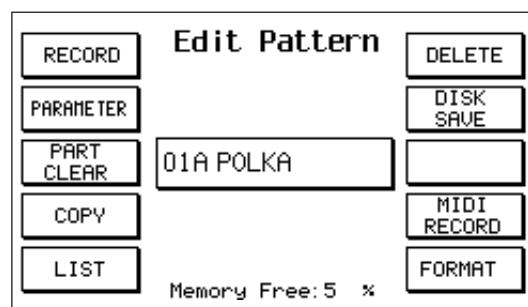 Edit Pattern
RECORD
DELETE
PARAMETER
DISK
SAVE
PART
CLEAR
01A POLKA
COPY
MIDI
RECORD
LIST
FORMAT
Memory Free:5 %